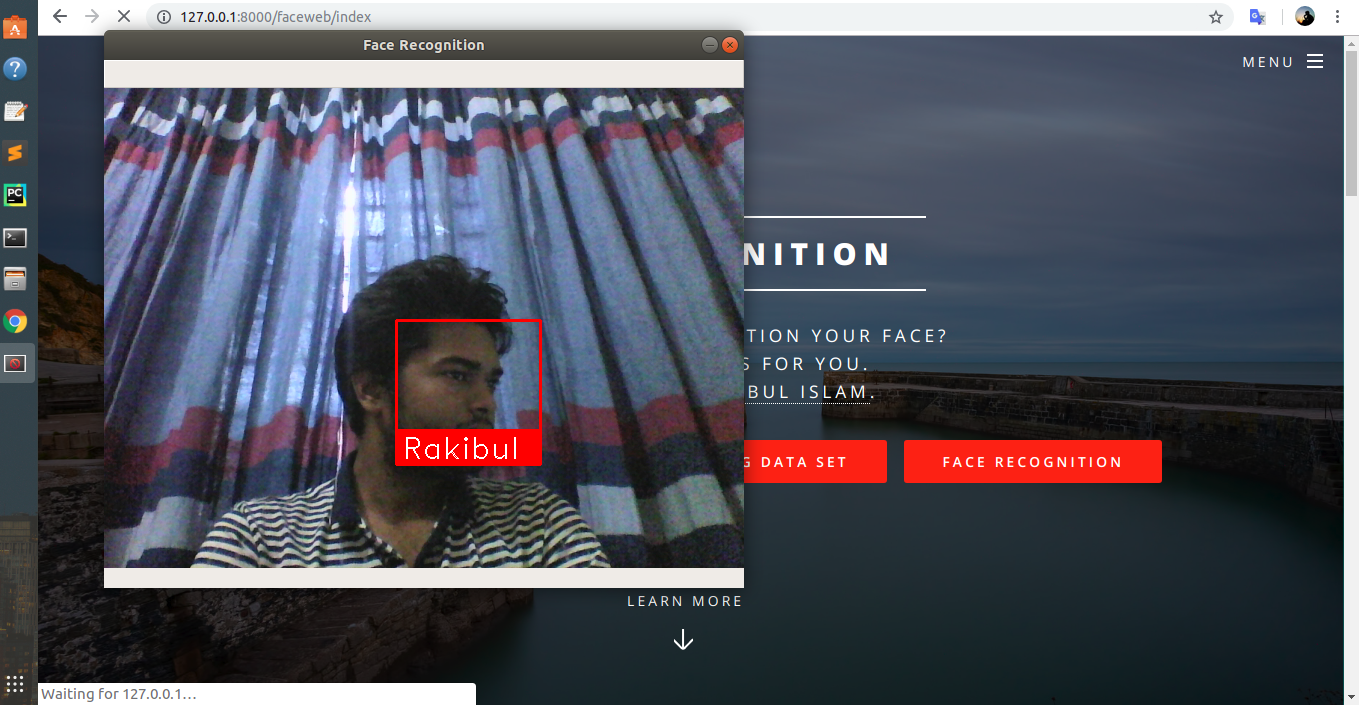 127.0.0.1:8000/faceweb/index
Face Recognition
MENU
NITION
TION YOUR FACE?
S FOR YOU.
BUL ISLAM.
Rakibul
G DATA SET
FACE RECOGNITION
LEARN MORE
Waiting for 127.0.0.1...
PC